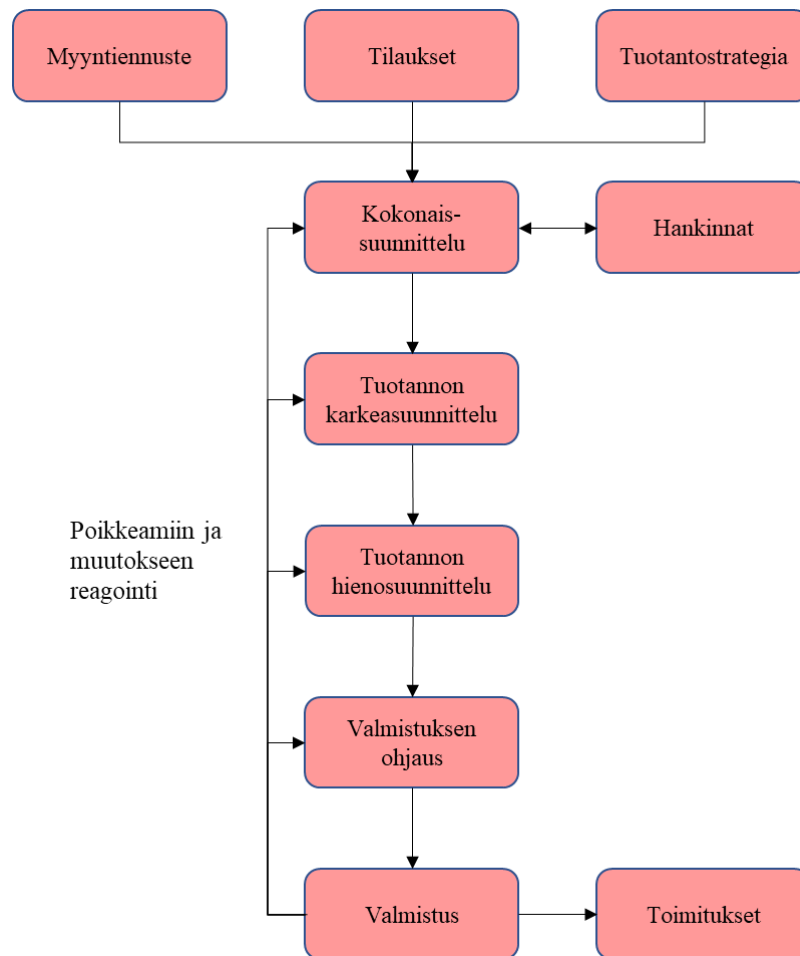 Myyntiennuste
Tilaukset
Tuotantostrategia
Kokonais-
suunnittelu
Hankinnat
Tuotannon
karkeasuunnittelu
Poikkeamiin ja
muutokseen
reagointi
Tuotannon
hienosuunnittelu
Valmistuksen
ohjaus
Valmistus
Toimitukset